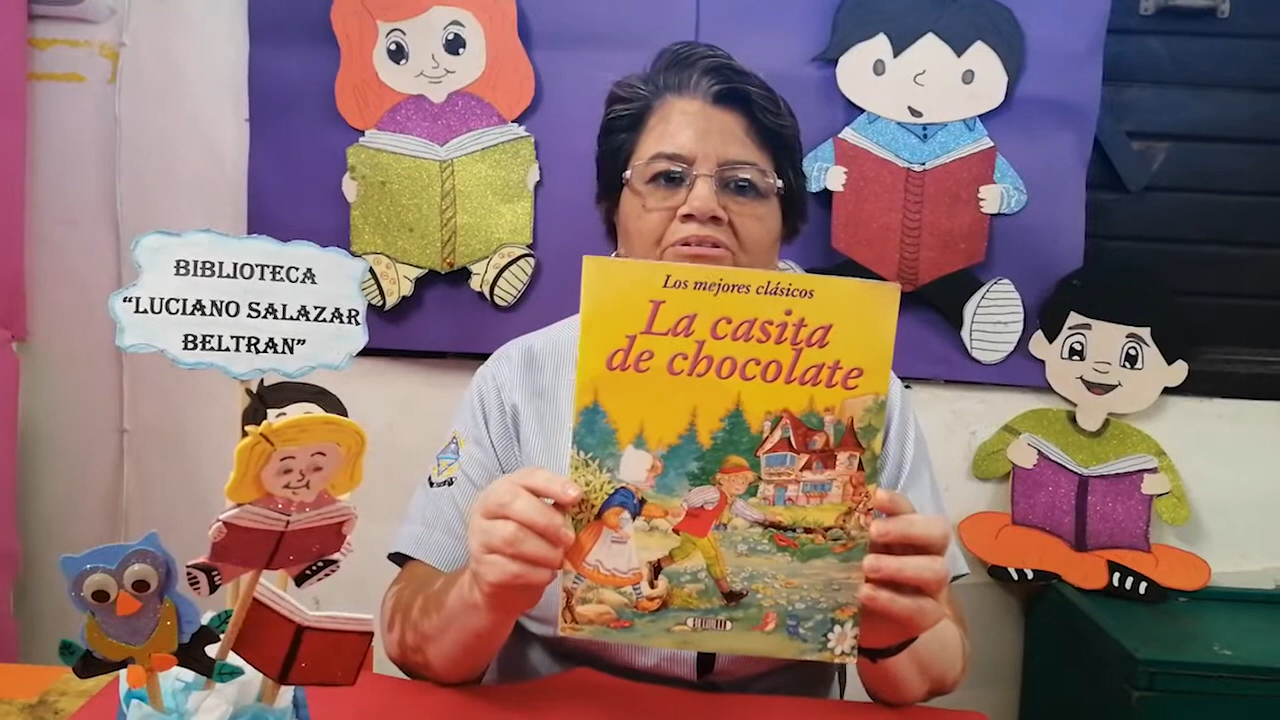 BIBLIOTECA
“LUCIANO SALAZAR
BELTRAN”
Los mejores clásicos
La casita
de chocolate